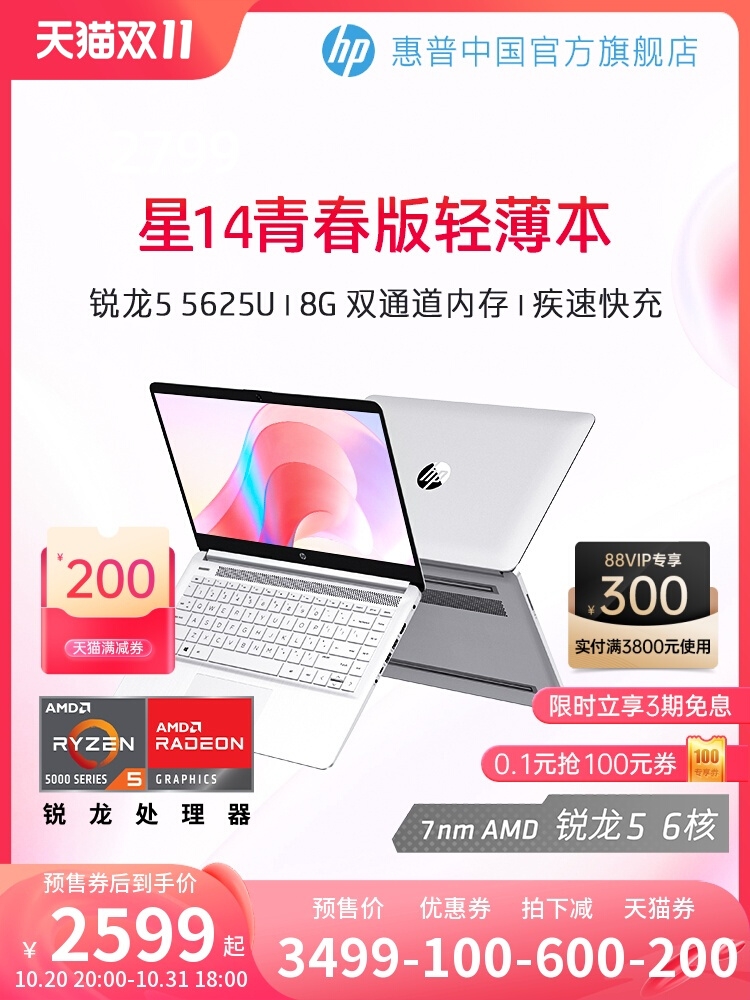 天猫双11
hp 惠普中国官方旗舰店
2799
星14青春版轻薄本
锐龙5 5625U | 8G 双通道内存 | 疾速快充
hp
¥200
天猫满减券
88VIP专享
¥300
实付满3800元使用
限时立享3期免息
0.1元抢100元券
100
专享券
AMD
RYZEN
5000 SERIES 5
AMD
RADEON
GRAPHICS
锐龙处理器
7nm AMD 锐龙5 6核
预售券后到手价
¥2599起
10.20 20:00-10.31 18:00
预售价 优惠券 拍下减 天猫券
3499-100-600-200